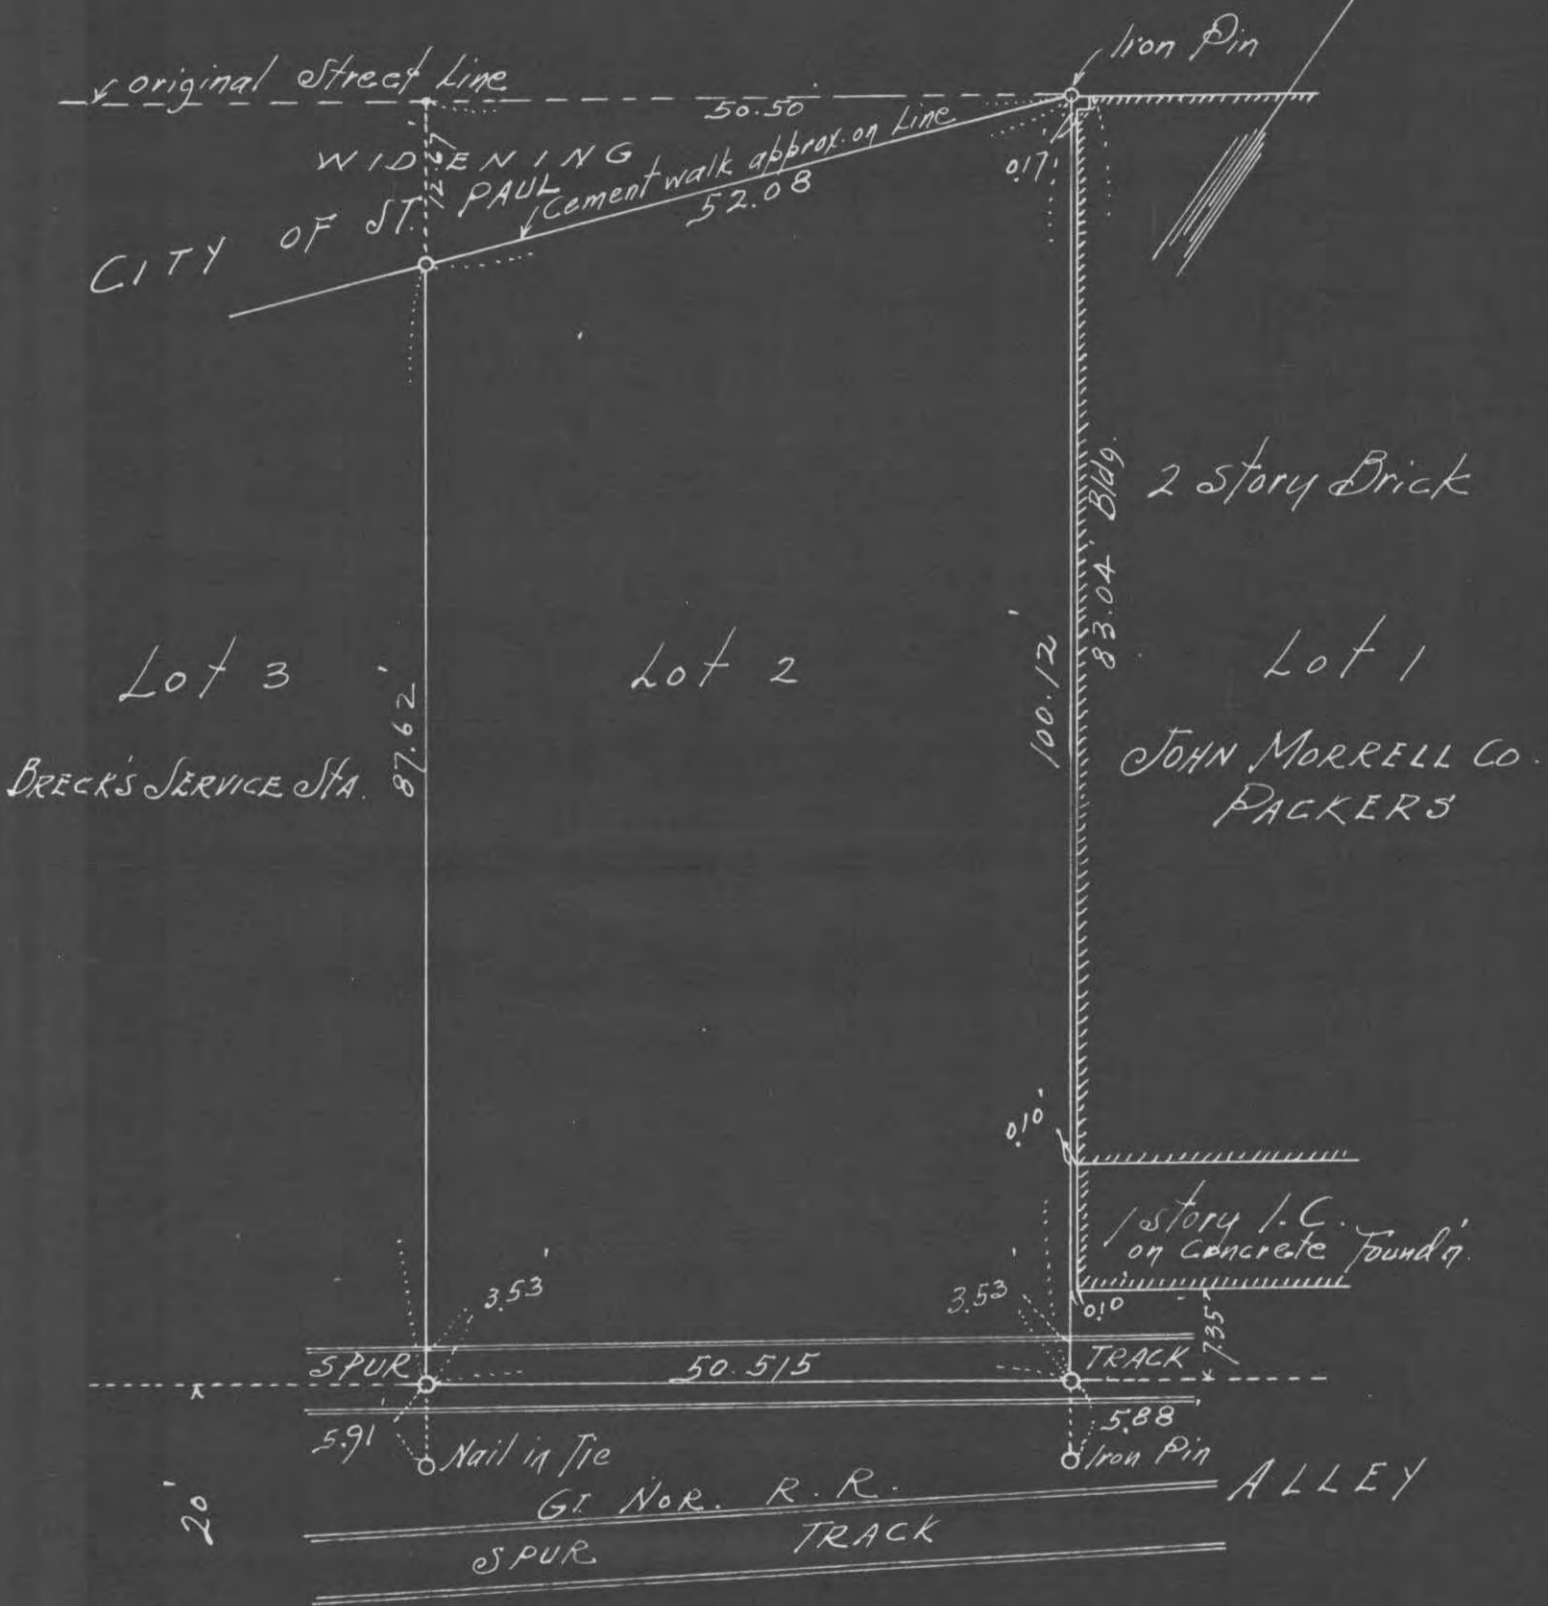 Iron Pin
original Street Line
50.50'
WIDENING
CITY OF ST. PAUL
Cement walk approx. on Line
52.08
0.17'
2 Story Brick
83.04' Bldg.
100.12'
Lot 3
Lot 2
Lot 1
87.62'
BRECK'S SERVICE STA.
JOHN MORRELL CO.
PACKERS
0.10'
1 Story I.C.
on Concrete Found'n.
3.53'
3.53'
0.10'
7.35
SPUR
50.515
TRACK
5.91'
5.88'
Nail in Tie
Iron Pin
20'
GT. NOR. R.R.
ALLEY
SPUR TRACK